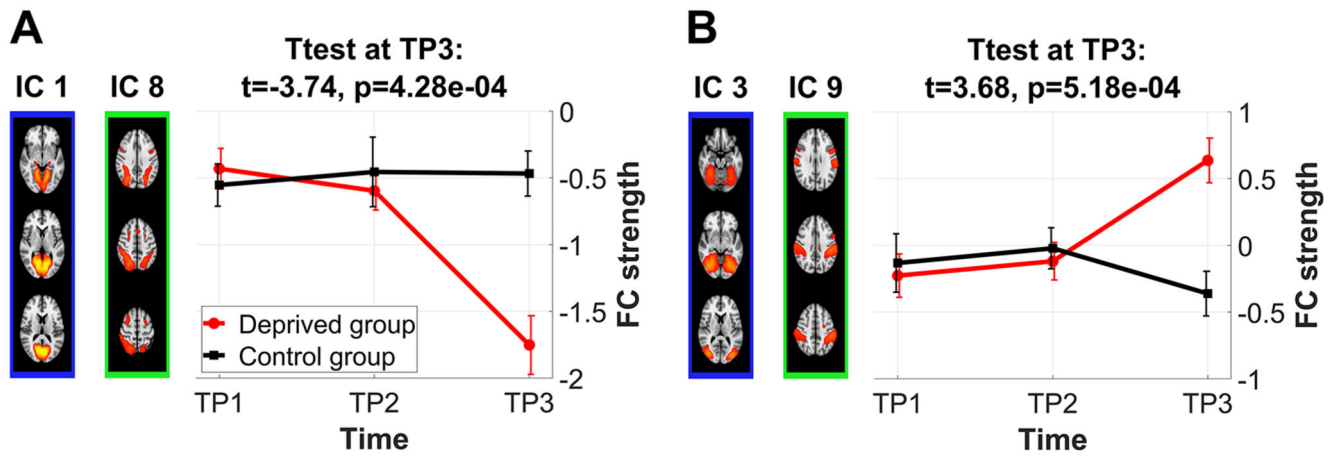 A
Ttest at TP3:
IC 1
IC 8
t=-3.74, p=4.28e-04
0
-0.5
-1
-1.5
-2
FC strength
Deprived group
Control group
TP1
TP2
TP3
Time
B
Ttest at TP3:
IC 3
IC 9
t=3.68, p=5.18e-04
1
0.5
0
-0.5
-1
FC strength
TP1
TP2
TP3
Time